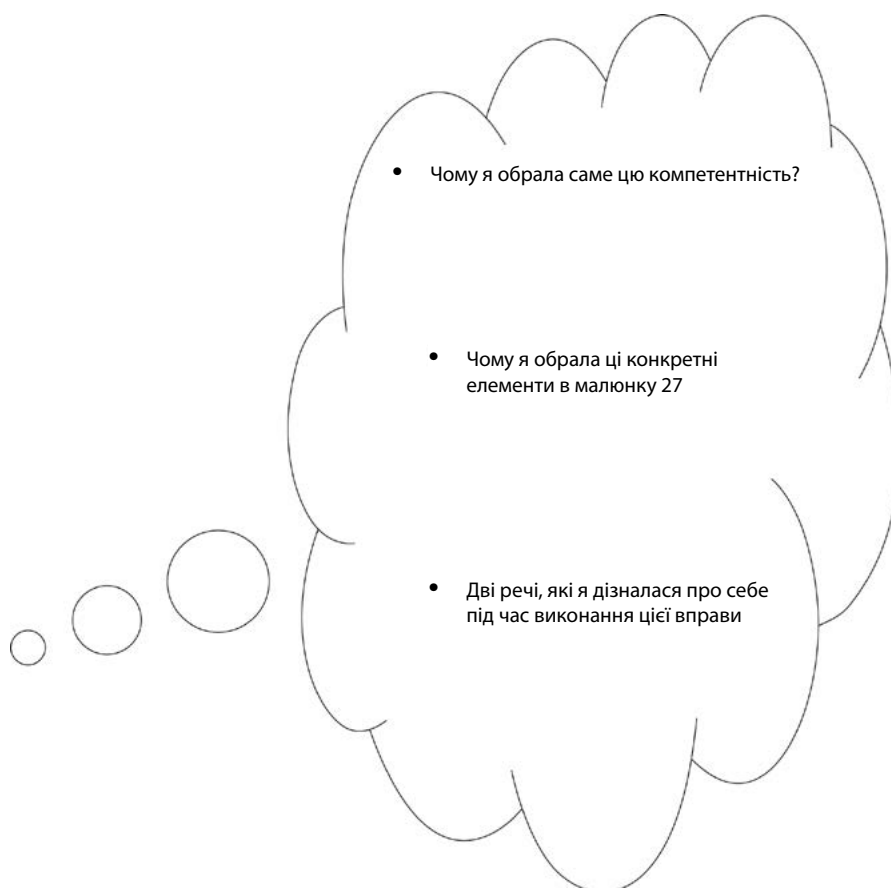 • Чому я обрала саме цю компетентність?
• Чому я обрала ці конкретні
елементи в малюнку 27
• Дві речі, які я дізналася про себе
під час виконання цієї вправи